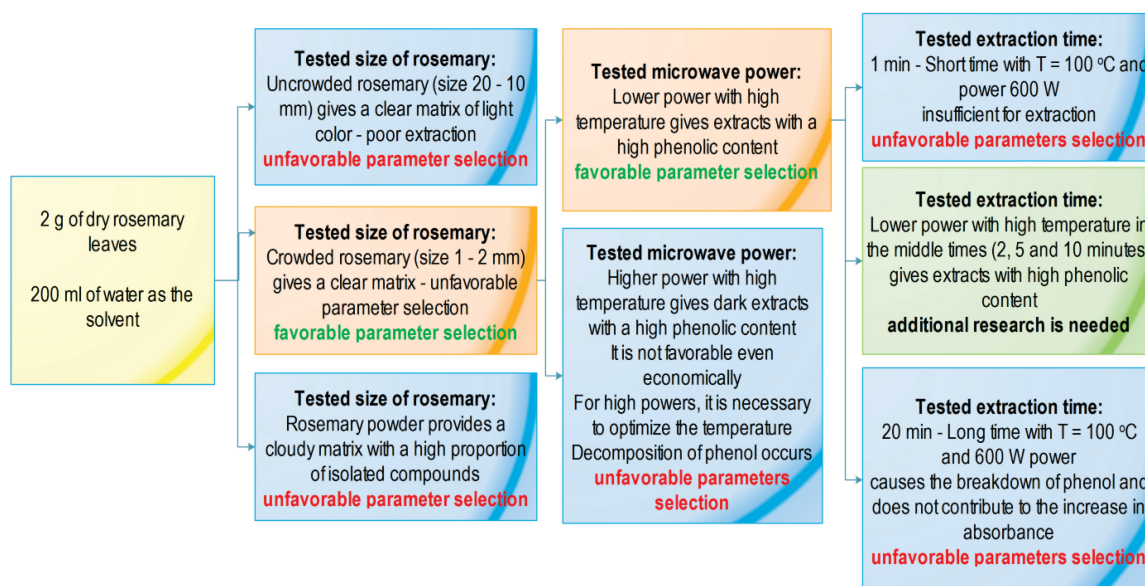 2 g of dry rosemary
leaves
200 ml of water as the
solvent
Tested size of rosemary:
Uncrowded rosemary (size 20 - 10
mm) gives a clear matrix of light
color - poor extraction
unfavorable parameter selection
Tested size of rosemary:
Crowded rosemary (size 1 - 2 mm)
gives a clear matrix - unfavorable
parameter selection
favorable parameter selection
Tested size of rosemary:
Rosemary powder provides a
cloudy matrix with a high proportion
of isolated compounds
unfavorable parameter selection
Tested microwave power:
Lower power with high
temperature gives extracts with a
high phenolic content
favorable parameter selection
Tested microwave power:
Higher power with high
temperature gives dark extracts
with a high phenolic content
It is not favorable even
economically
For high powers, it is necessary
to optimize the temperature
Decomposition of phenol occurs
unfavorable parameters
selection
Tested extraction time:
1 min - Short time with T = 100 ºC and
power 600 W
insufficient for extraction
unfavorable parameters selection
Tested extraction time:
Lower power with high temperature in
the middle times (2, 5 and 10 minutes
gives extracts with high phenolic
content
additional research is needed
Tested extraction time:
20 min - Long time with T = 100 ºC
and 600 W power
causes the breakdown of phenol and
does not contribute to the increase in
absorbance
unfavorable parameters selection